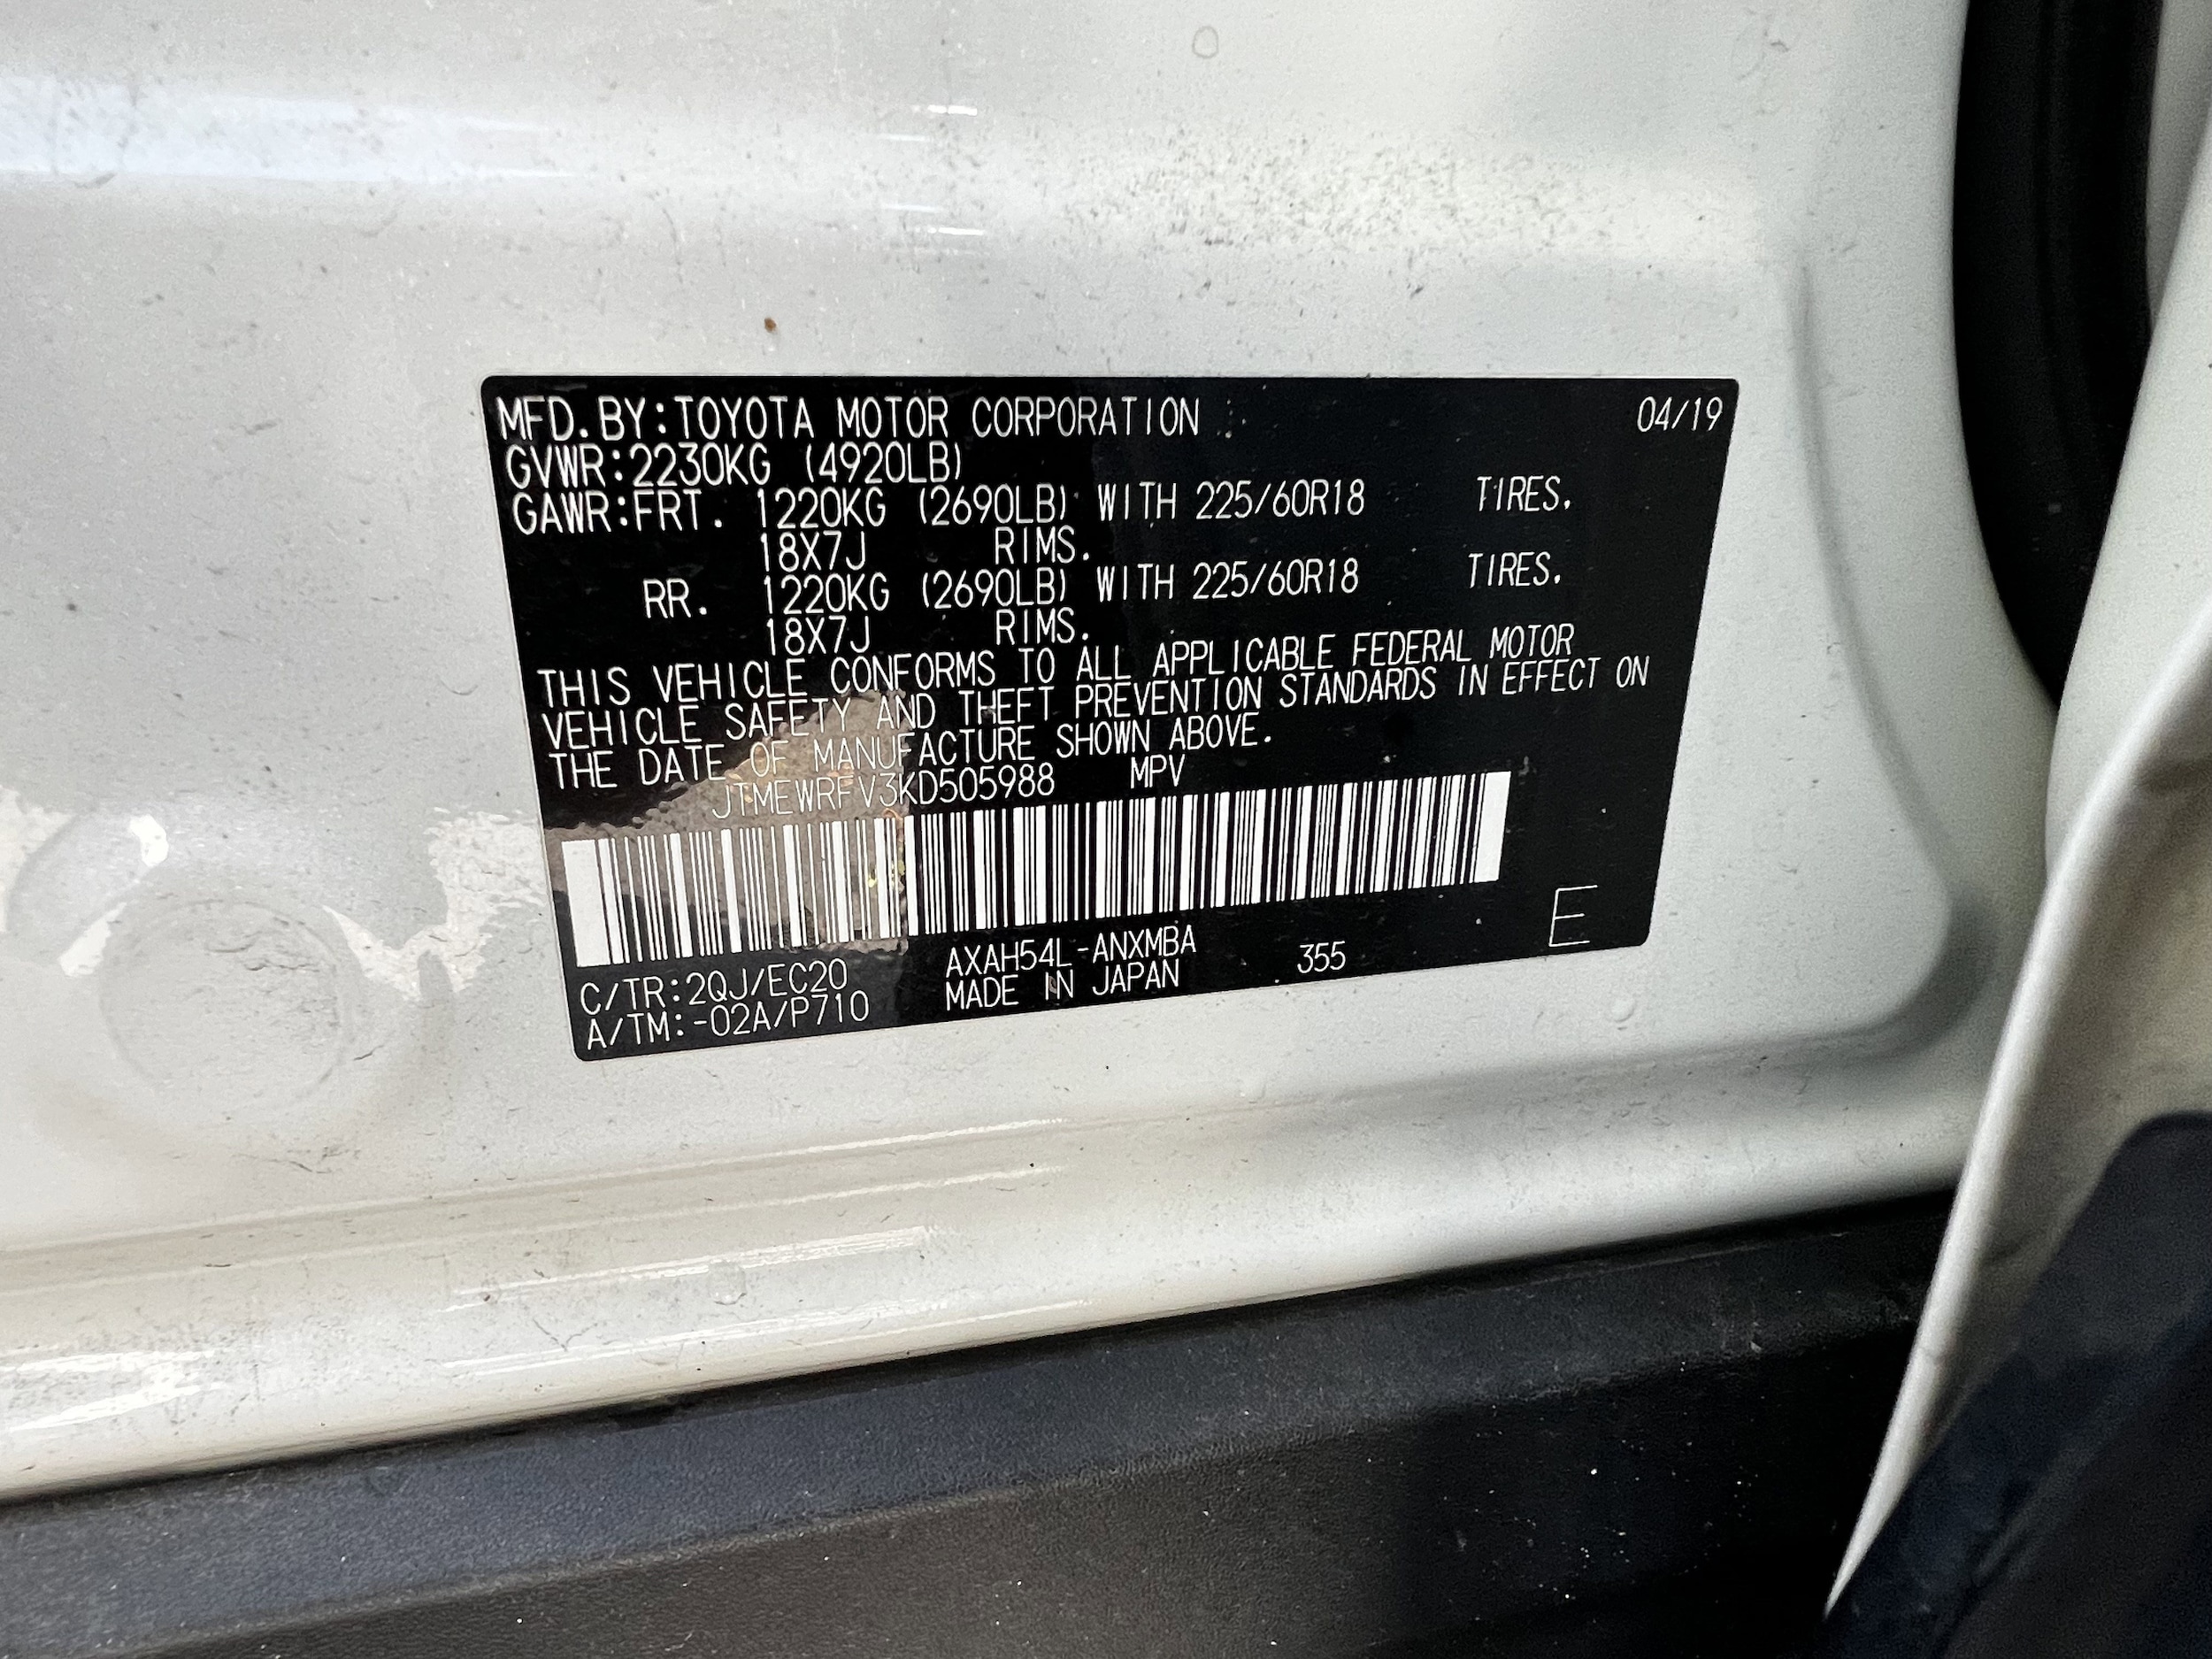 MFD.BY:TOYOTA MOTOR CORPORATION 04/19
GVWR:2230KG (4920LB)
GAWR:FRT. 1220KG (2690LB) WITH 225/60R18 TIRES.
18X7J RIMS.
RR. 1220KG (2690LB) WITH 225/60R18 TIRES.
18X7J RIMS.
THIS VEHICLE CONFORMS TO ALL APPLICABLE FEDERAL MOTOR
VEHICLE SAFETY AND THEFT PREVENTION STANDARDS IN EFFECT ON
THE DATE OF MANUFACTURE SHOWN ABOVE.
JTMEWRFV3KD505988 MPV
E
C/TR:2QJ/EC20 AXAH54L-ANXMBA 355
A/TM:-02A/P710 MADE IN JAPAN